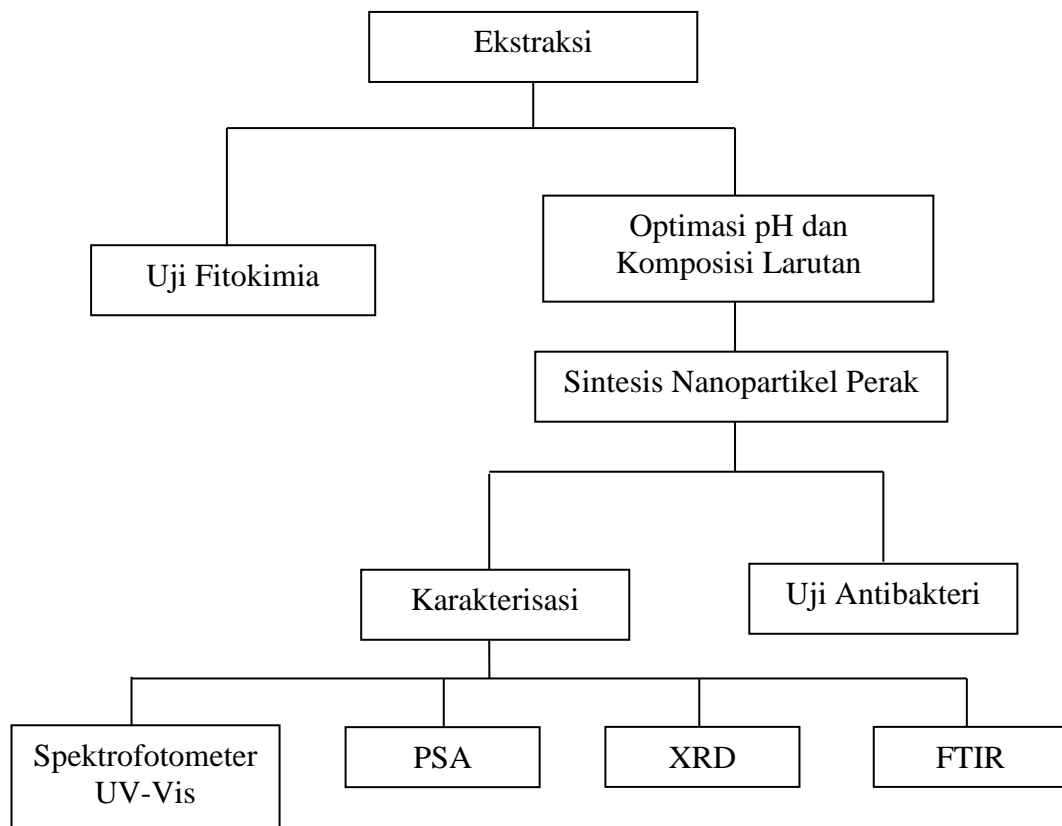 Ekstraksi
Uji Fitokimia
Optimasi pH dan
Komposisi Larutan
Sintesis Nanopartikel Perak
Karakterisasi
Uji Antibakteri
Spektrofotometer
UV-Vis
PSA
XRD
FTIR